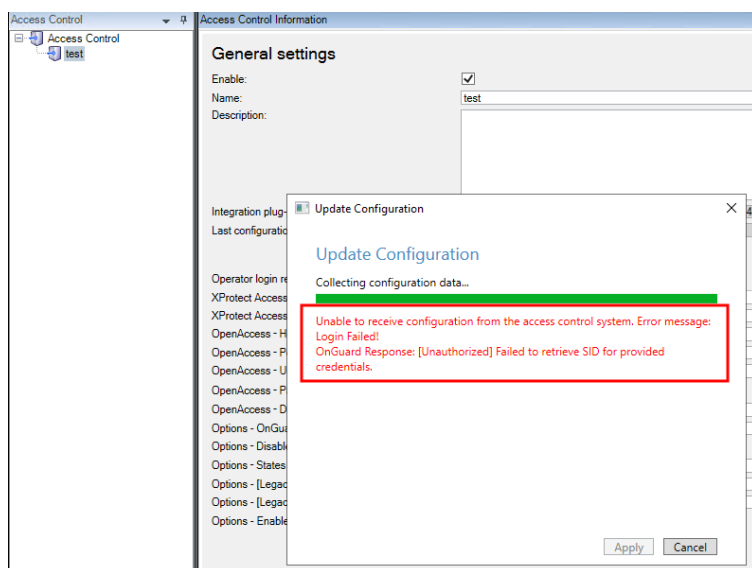 Access Control
Access Control Information
Access Control
test
General settings
Enable:
Name:
test
Description:
Integration plug-
Last configuratio
Operator login re
XProtect Access
XProtect Access
OpenAccess - H
OpenAccess - P
OpenAccess - U
OpenAccess - P
OpenAccess - D
Options - OnGua
Options - Disable
Options - States
Options - [Legac
Options - [Legac
Options - Enable
Update Configuration
Update Configuration
Collecting configuration data...
Unable to receive configuration from the access control system. Error message:
Login Failed!
OnGuard Response: [Unauthorized] Failed to retrieve SID for provided
credentials.
Apply
Cancel